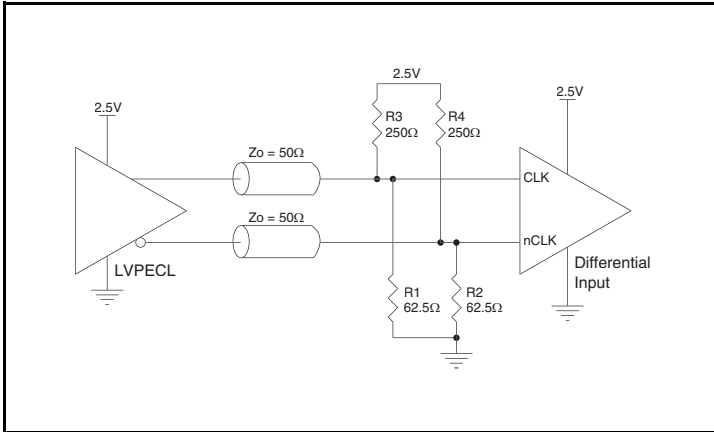 2.5V
2.5V
2.5V
R3
250Ω
R4
250Ω
Zo = 50Ω
CLK
Zo = 50Ω
nCLK
LVPECL
Differential
Input
R1
62.5Ω
R2
62.5Ω